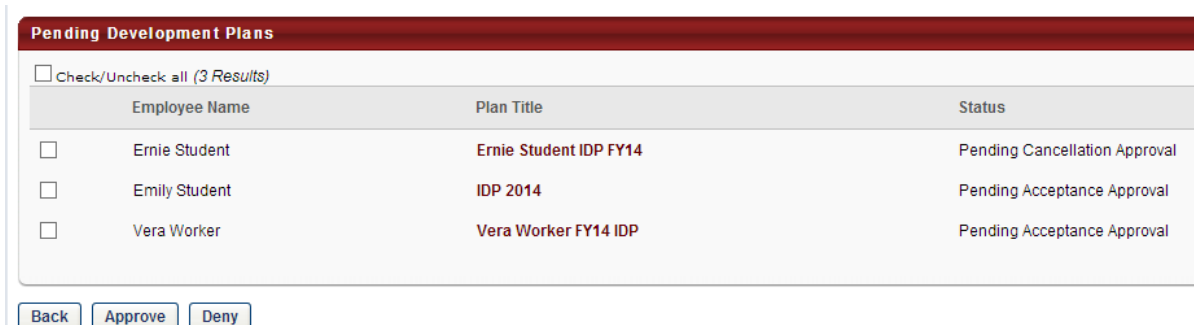 Pending Development Plans
Check/Uncheck all (3 Results)
Employee Name Plan Title Status
Ernie Student Ernie Student IDP FY14 Pending Cancellation Approval
Emily Student IDP 2014 Pending Acceptance Approval
Vera Worker Vera Worker FY14 IDP Pending Acceptance Approval
Back Approve Deny